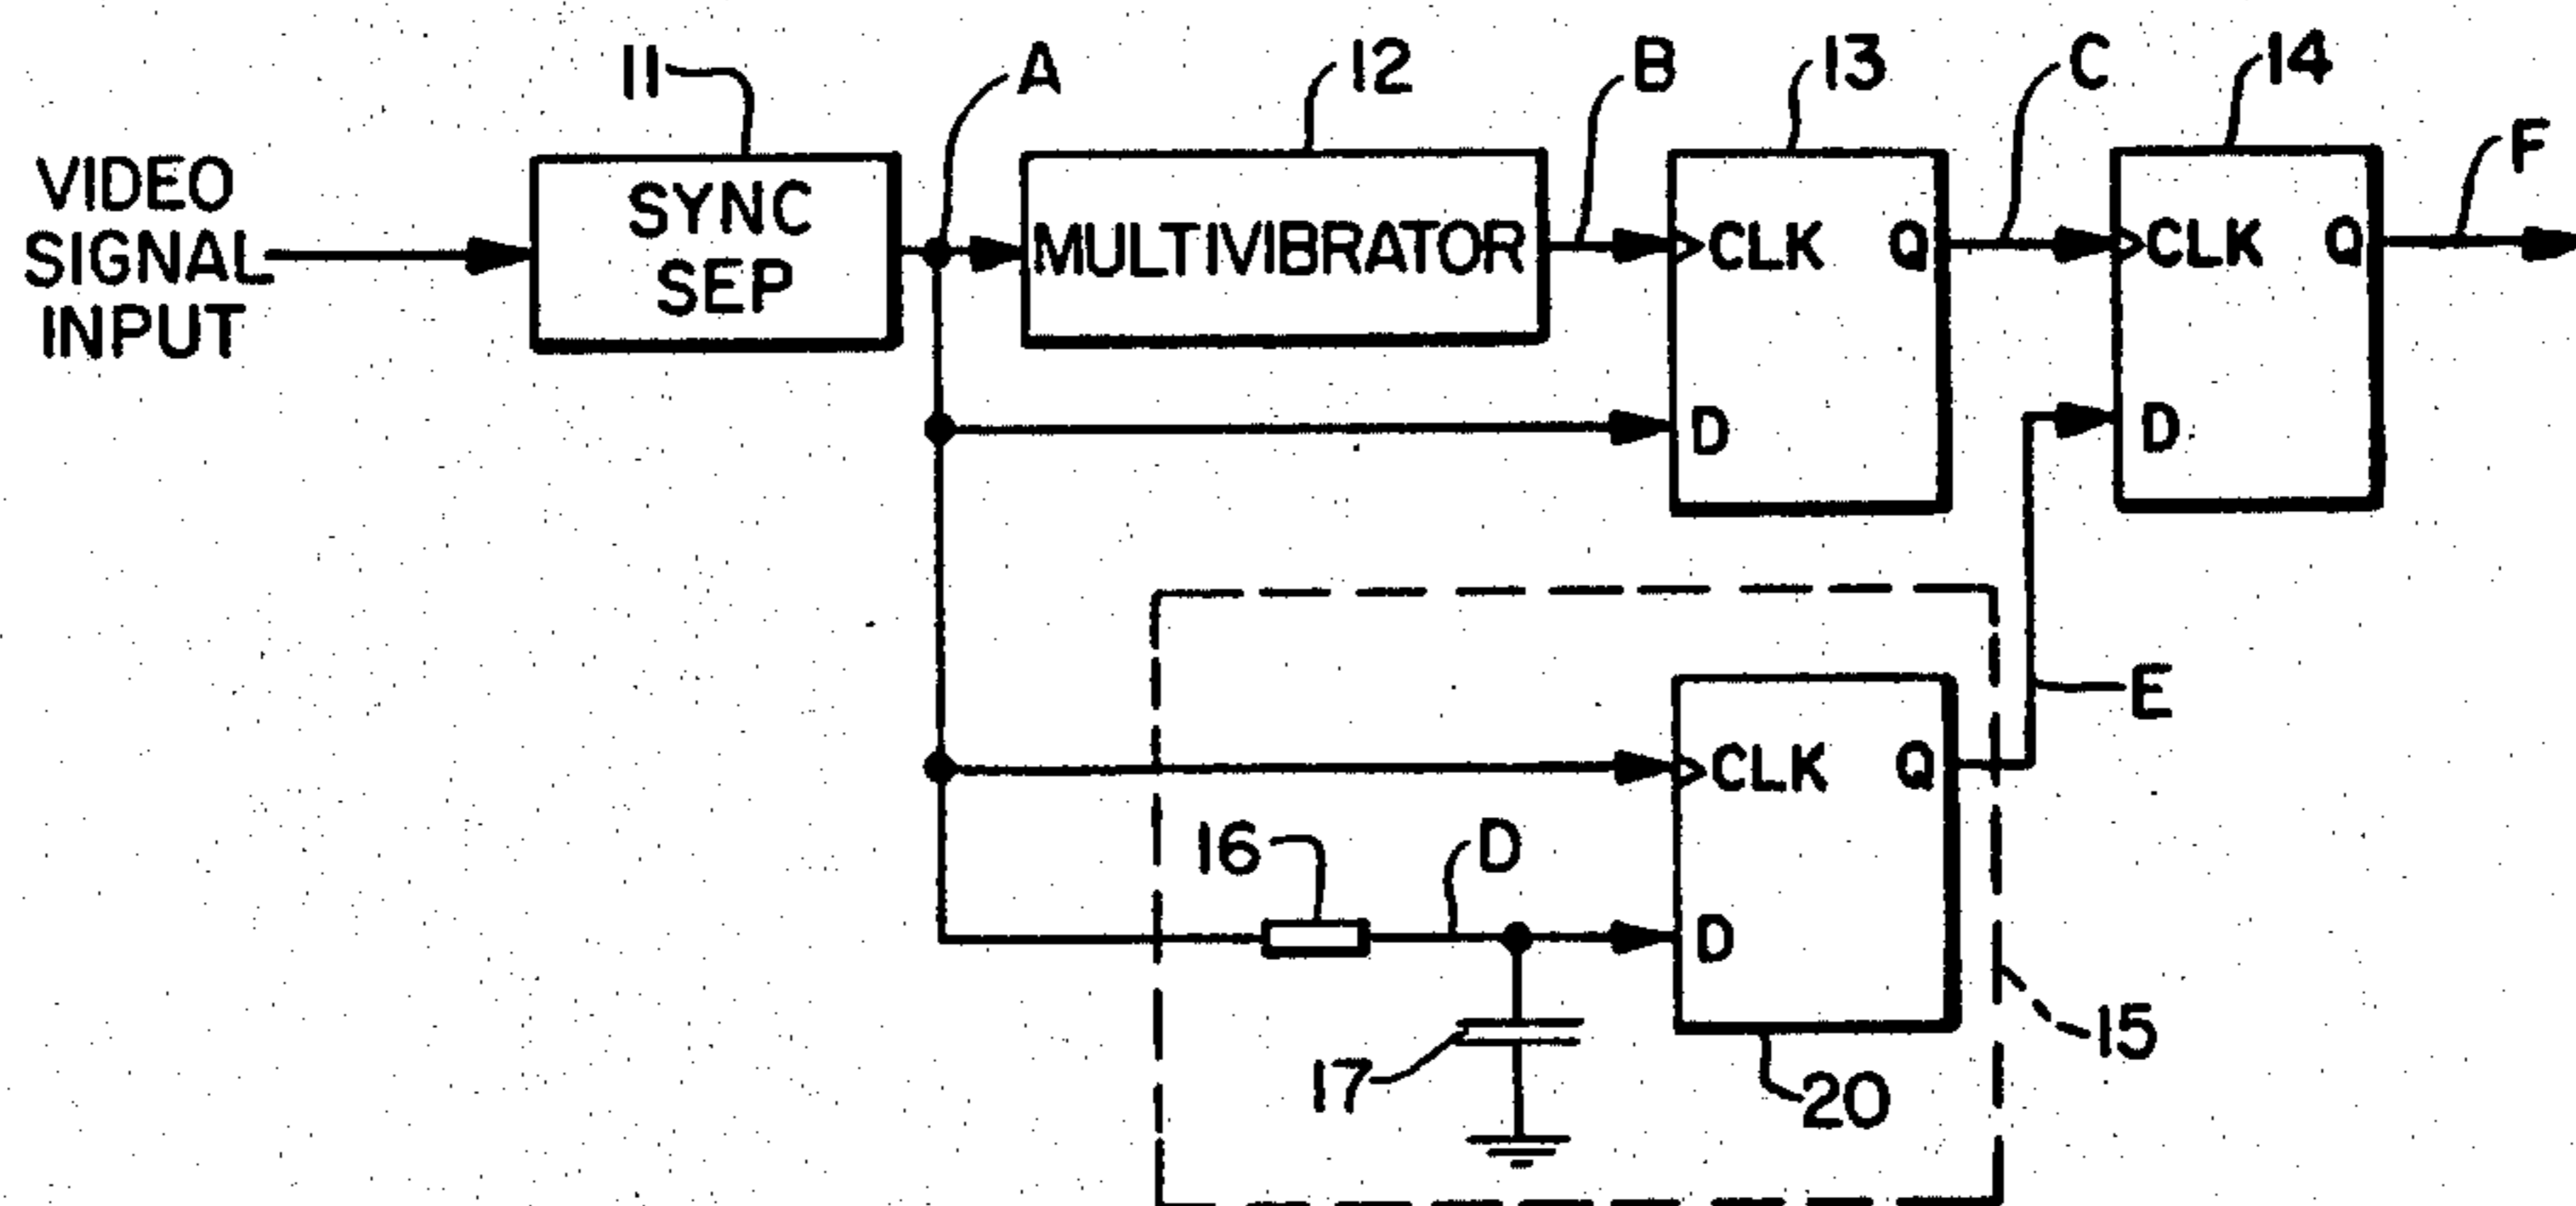 11
A
12
B
13
C
14
F
VIDEO
SIGNAL
INPUT
SYNC
SEP
MULTIVIBRATOR
CLK
Q
D
CLK
Q
D
E
CLK
Q
D
16
D
17
20
15